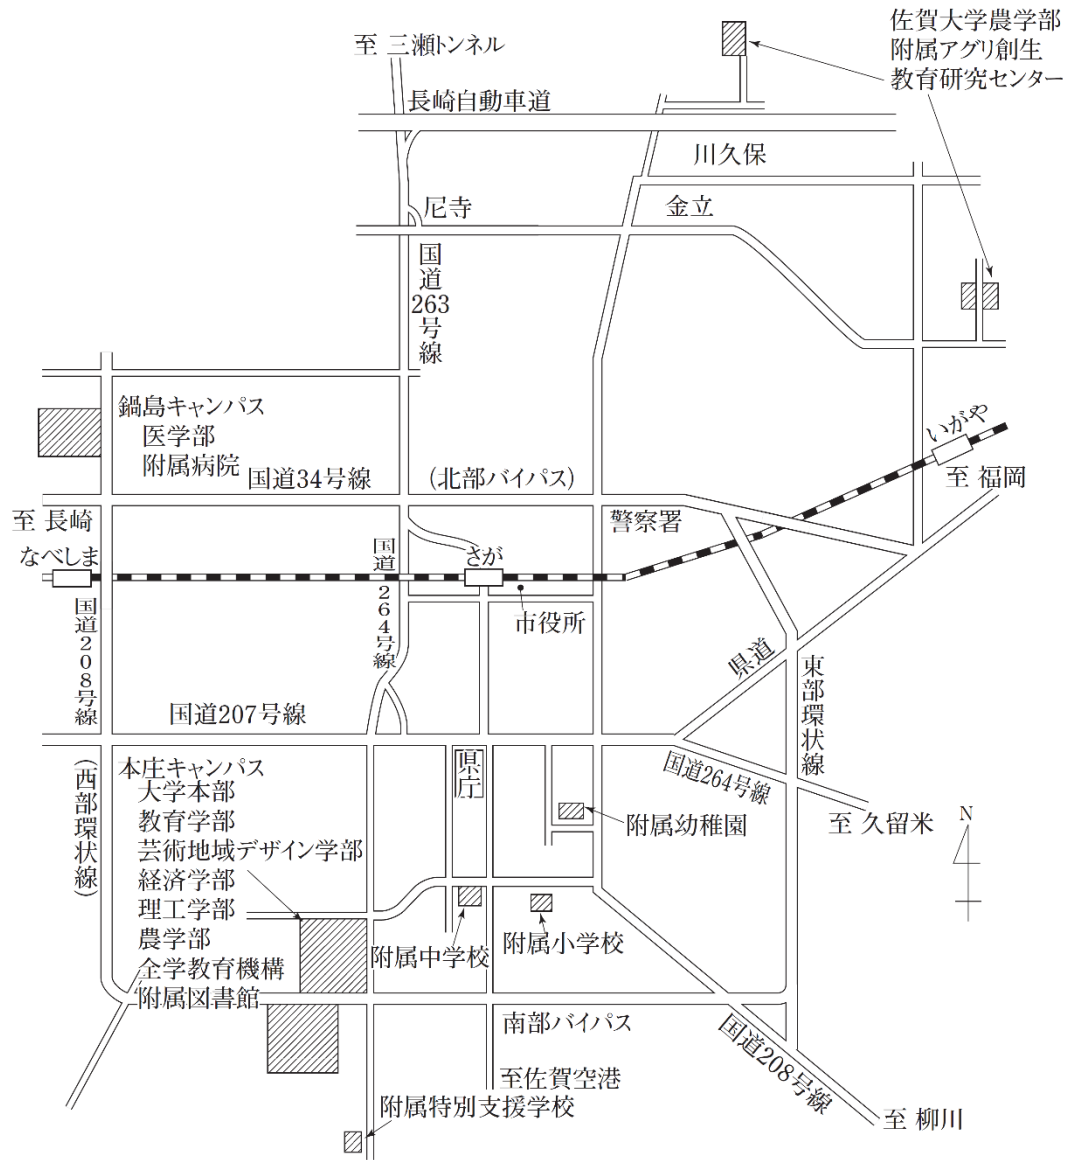 佐賀大学農学部
附属アグリ創生
教育研究センター
至 三瀬トンネル
長崎自動車道
川久保
尼寺
金立
国道263号線
鍋島キャンパス
医学部
附属病院
国道34号線
(北部バイパス)
いがや
至 福岡
至 長崎
なべしま
国道264号線
さが
警察署
市役所
国道208号線
県道
東部環状線
国道207号線
(西部環状線)
本庄キャンパス
大学本部
教育学部
芸術地域デザイン学部
経済学部
理工学部
農学部
全学教育機構
附属図書館
県庁
国道264号線
附属幼稚園
至 久留米
N
附属中学校
附属小学校
南部バイパス
国道208号線
至佐賀空港
附属特別支援学校
至 柳川